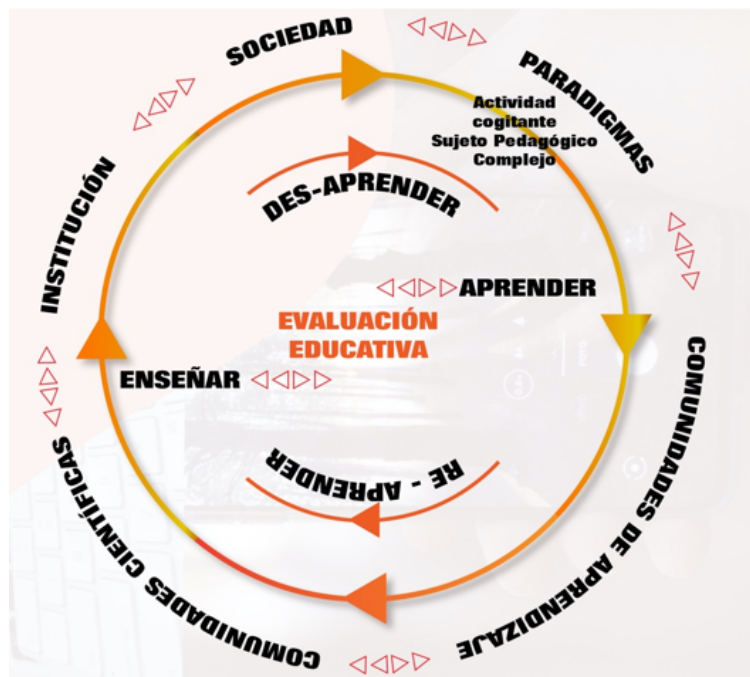 SOCIEDAD
PARADIGMAS
Actividad
cogitante
Sujeto Pedagógico
Complejo
INSTITUCIÓN
DES-APRENDER
APRENDER
EVALUACIÓN
EDUCATIVA
ENSEÑAR
RE - APRENDER
COMUNIDADES DE APRENDIZAJE
COMUNIDADES CIENTÍFICAS